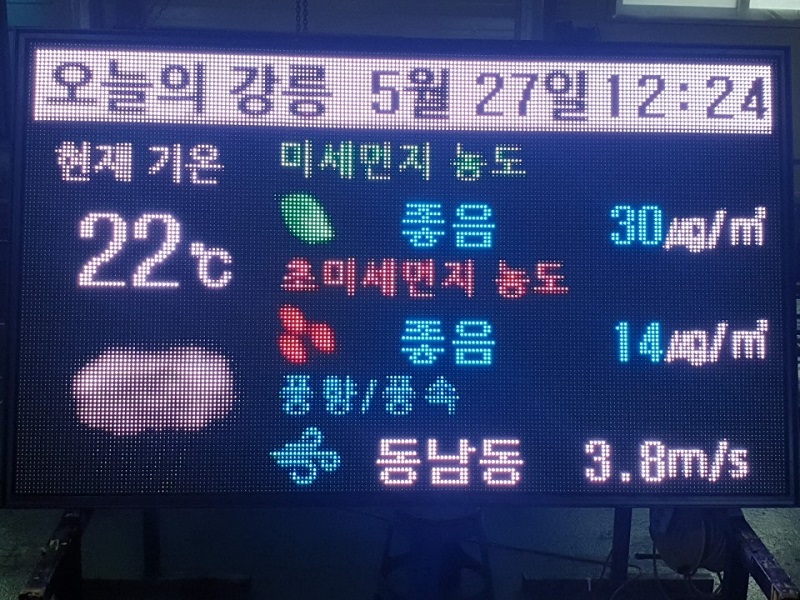 오늘의 강릉 5월 27일 12:24
현재 기온
22℃
미세먼지 농도
좋음 30㎍/㎥
초미세먼지 농도
좋음 14㎍/㎥
풍향/풍속
동남동 3.8m/s